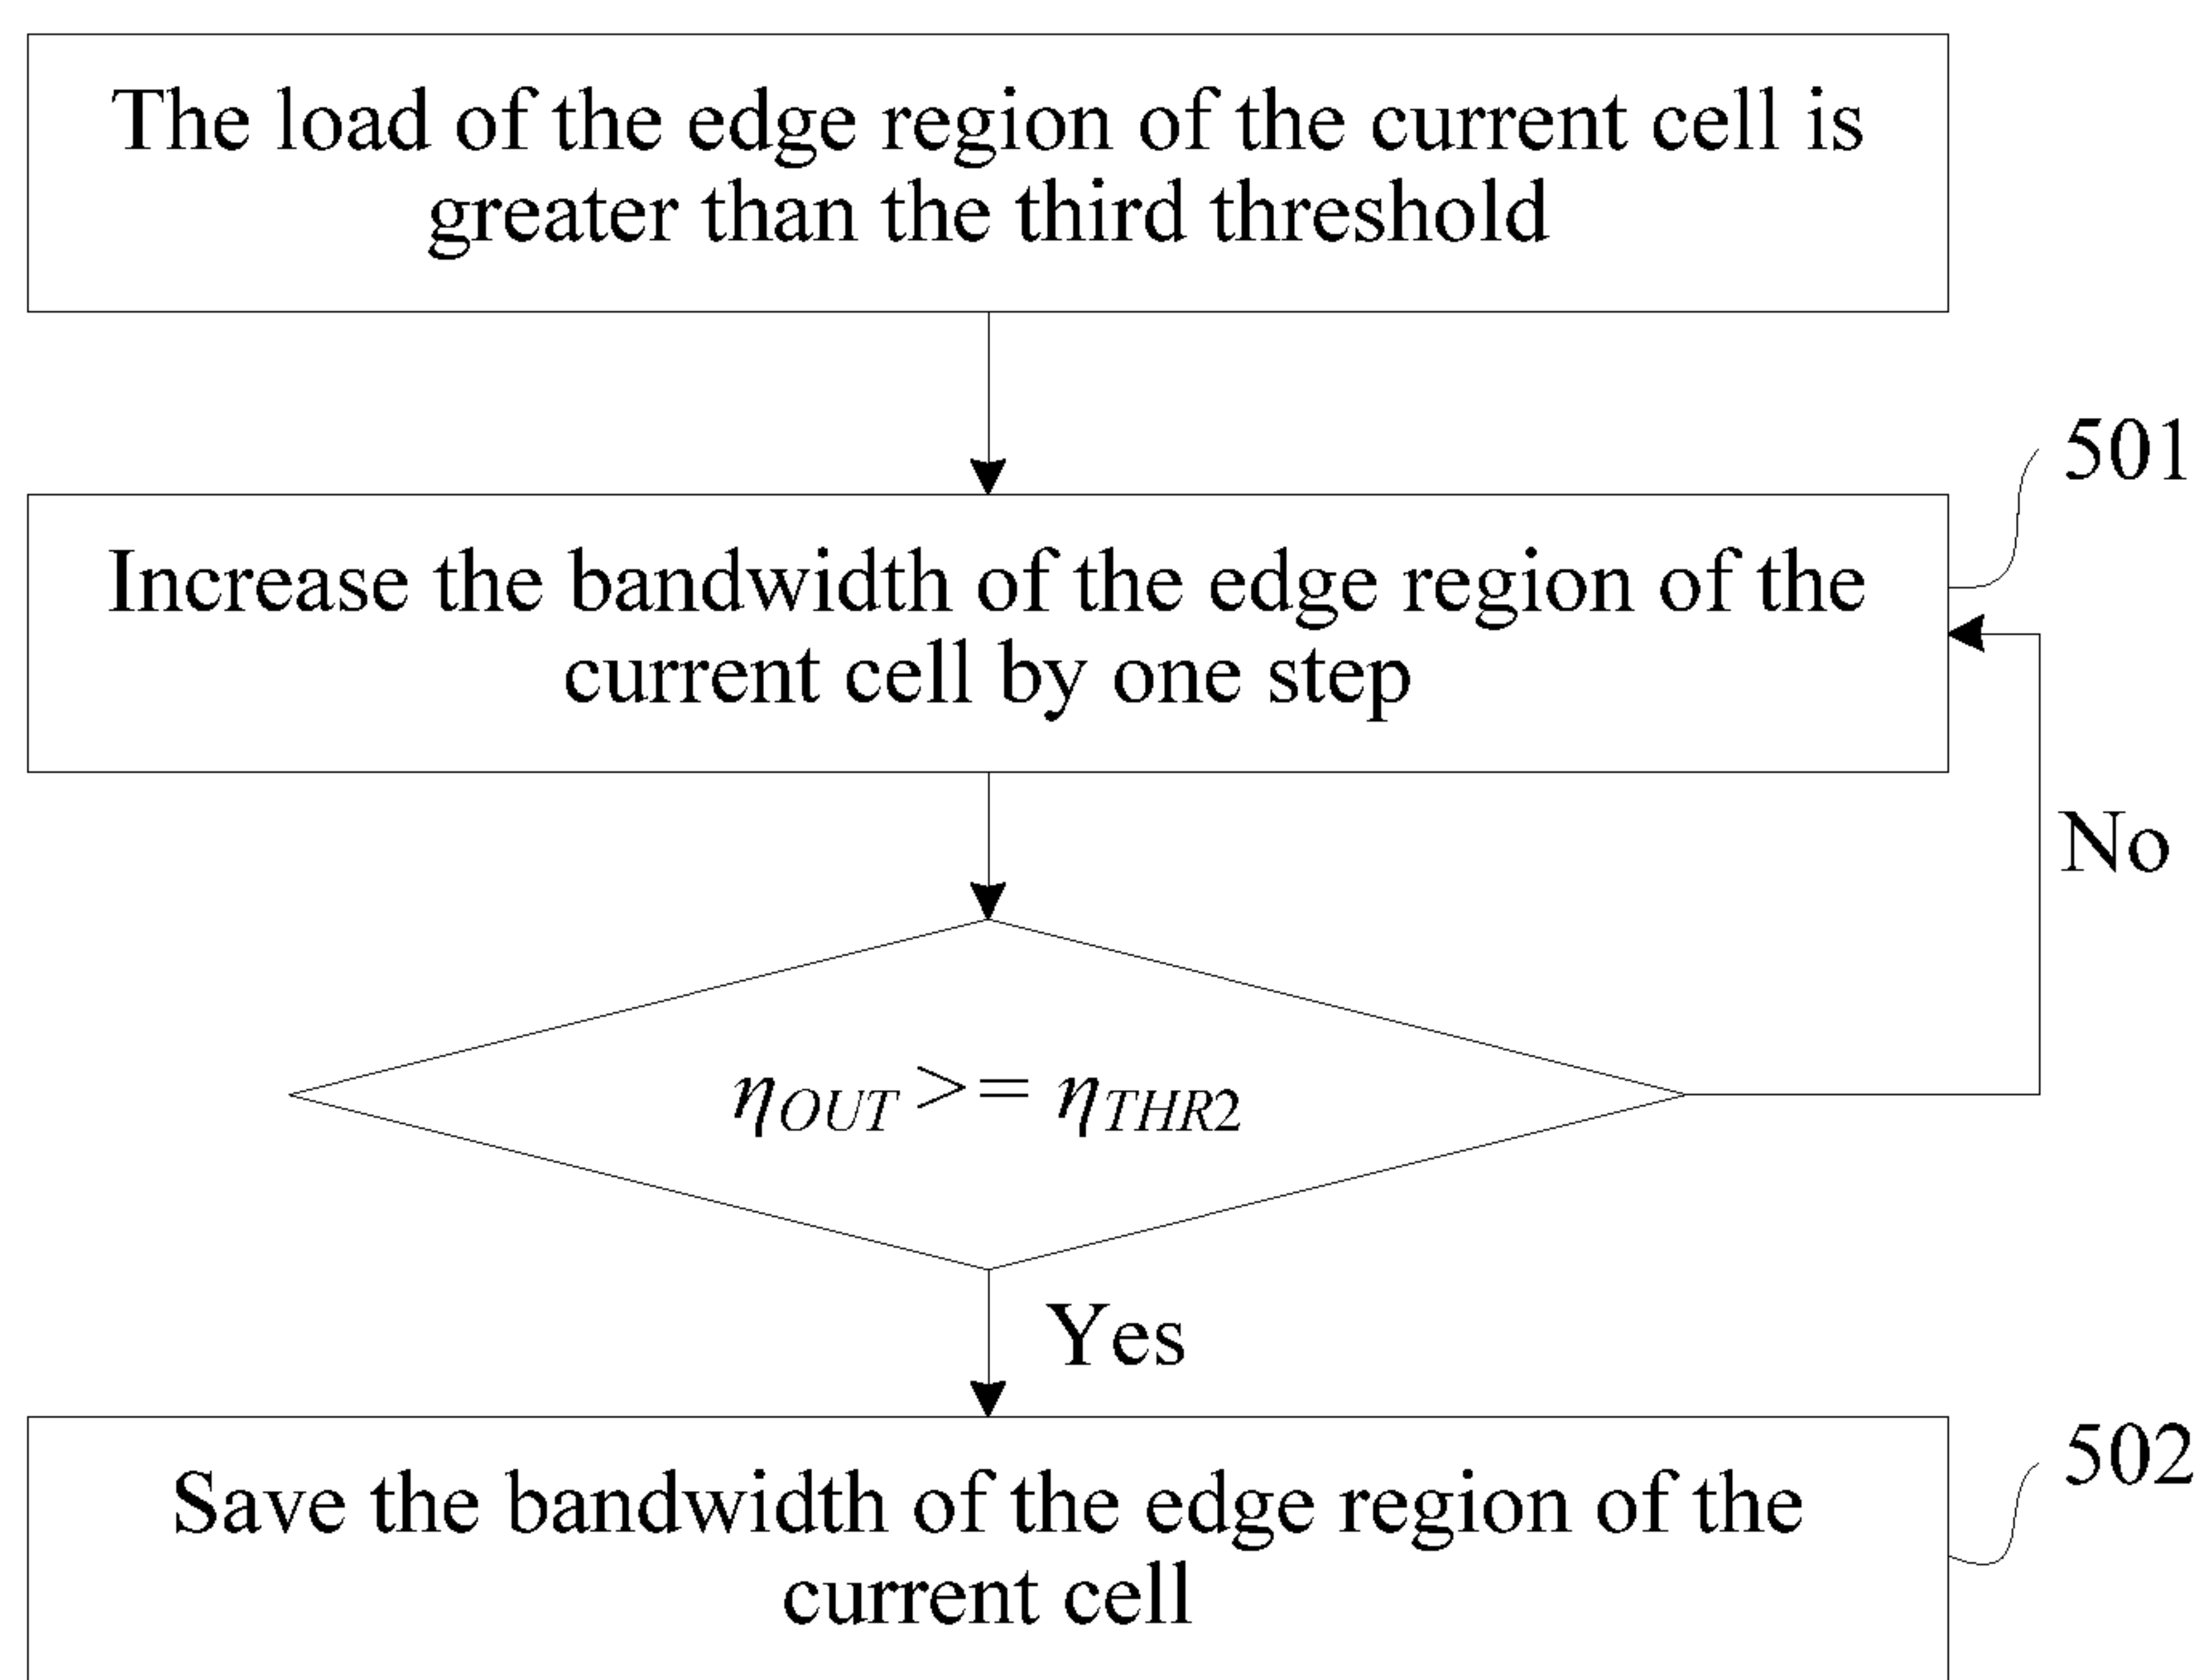 The load of the edge region of the current cell is
greater than the third threshold
501
Increase the bandwidth of the edge region of the
current cell by one step
No
η_OUT >= η_THR2
Yes
502
Save the bandwidth of the edge region of the
current cell